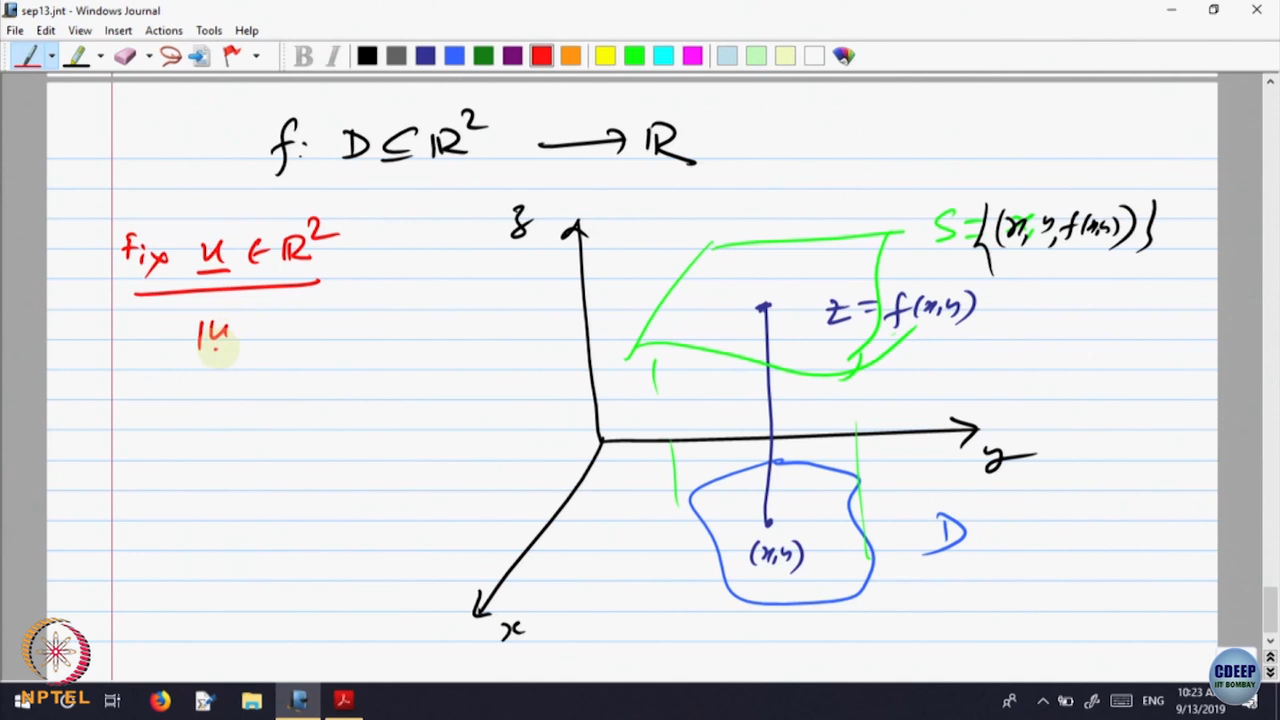 sep13.jnt - Windows Journal
File Edit View Insert Actions Tools Help
B I
f: D ⊆ ℝ² ⟶ ℝ
Fix u ∈ ℝ²
z
S = {(x, y, f(x,y))}
z = f(x,y)
y
(x,y)
D
x
NPTEL
CDEEP
IIT BOMBAY
ENG
9/13/2019